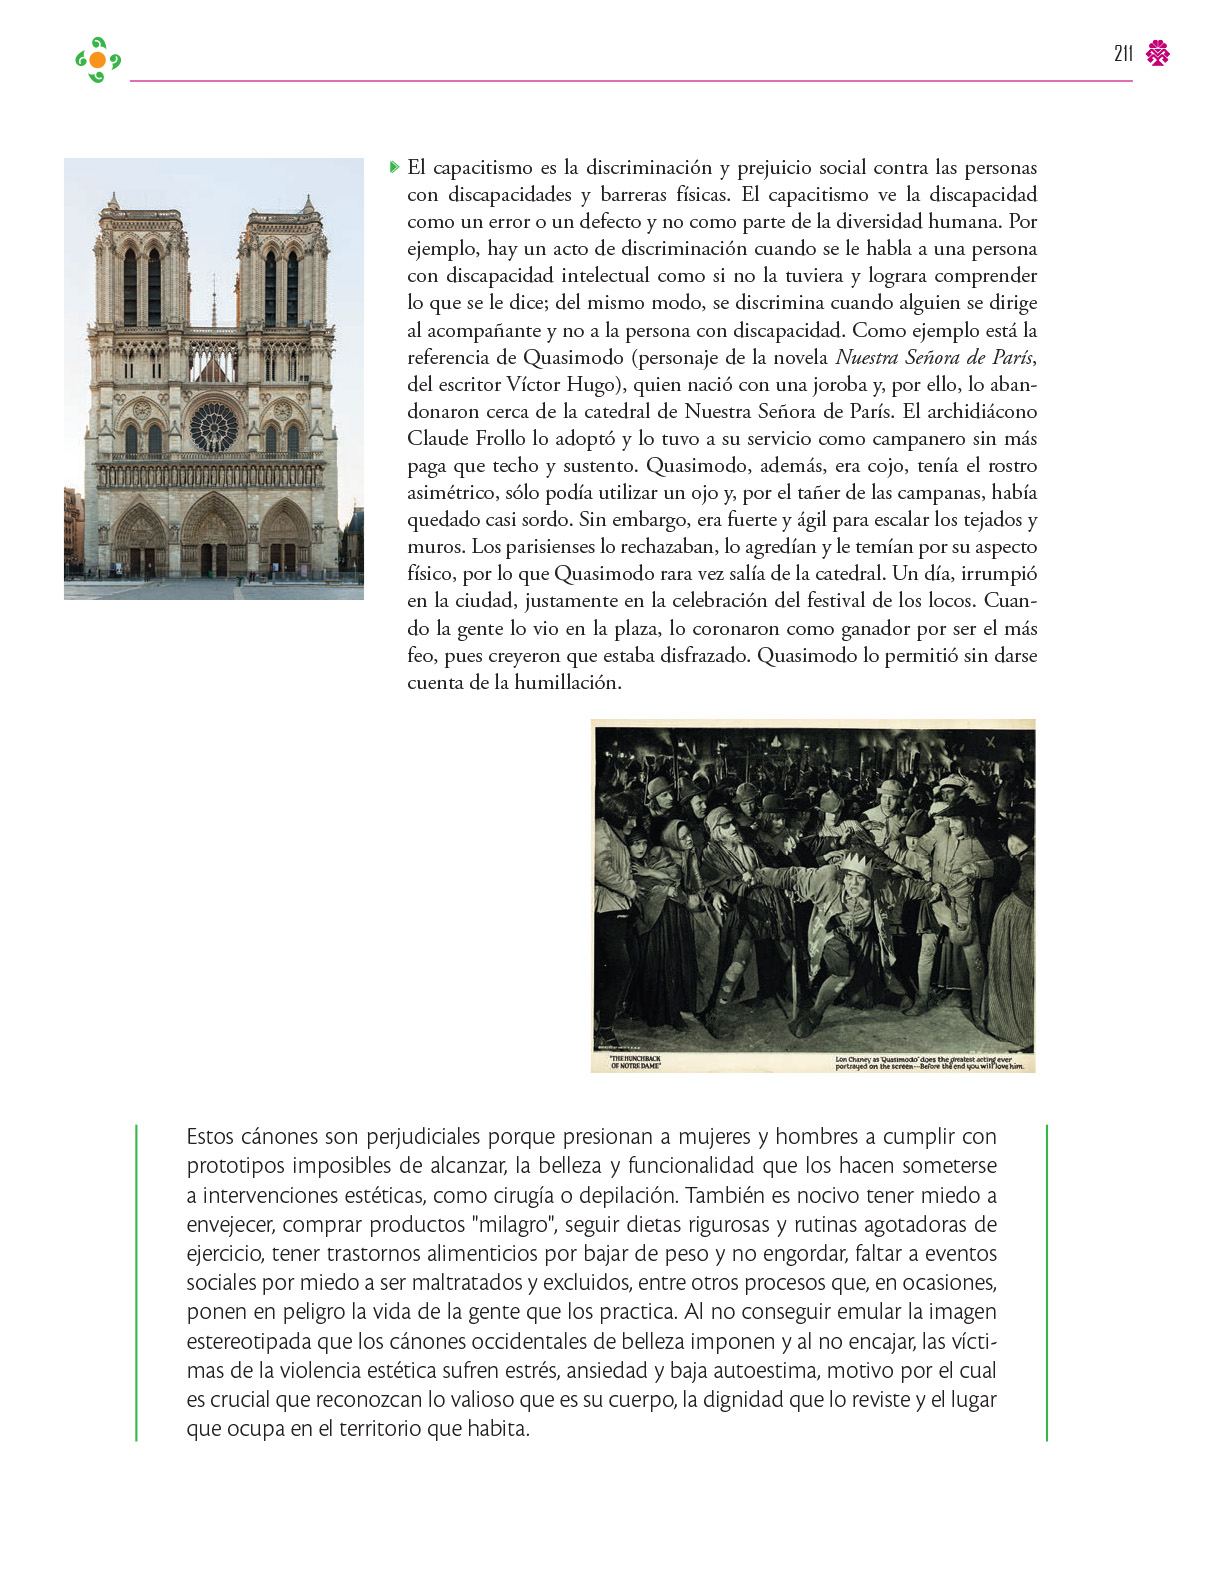 211
El capacitismo es la discriminación y prejuicio social contra las personas
con discapacidades y barreras físicas. El capacitismo ve la discapacidad
como un error o un defecto y no como parte de la diversidad humana. Por
ejemplo, hay un acto de discriminación cuando se le habla a una persona
con discapacidad intelectual como si no la tuviera y lograra comprender
lo que se le dice; del mismo modo, se discrimina cuando alguien se dirige
al acompañante y no a la persona con discapacidad. Como ejemplo está la
referencia de Quasimodo (personaje de la novela Nuestra Señora de París,
del escritor Víctor Hugo), quien nació con una joroba y, por ello, lo aban-
donaron cerca de la catedral de Nuestra Señora de París. El archidiácono
Claude Frollo lo adoptó y lo tuvo a su servicio como campanero sin más
paga que techo y sustento. Quasimodo, además, era cojo, tenía el rostro
asimétrico, sólo podía utilizar un ojo y, por el tañer de las campanas, había
quedado casi sordo. Sin embargo, era fuerte y ágil para escalar los tejados y
muros. Los parisienses lo rechazaban, lo agredían y le temían por su aspecto
físico, por lo que Quasimodo rara vez salía de la catedral. Un día, irrumpió
en la ciudad, justamente en la celebración del festival de los locos. Cuan-
do la gente lo vio en la plaza, lo coronaron como ganador por ser el más
feo, pues creyeron que estaba disfrazado. Quasimodo lo permitió sin darse
cuenta de la humillación.
"THE HUNCHBACK
OF NOTRE DAME"
Lon Chaney as 'Quasimodo' does the greatest acting ever
portrayed on the screen—Before the end you will love him.
Estos cánones son perjudiciales porque presionan a mujeres y hombres a cumplir con
prototipos imposibles de alcanzar, la belleza y funcionalidad que los hacen someterse
a intervenciones estéticas, como cirugía o depilación. También es nocivo tener miedo a
envejecer, comprar productos "milagro", seguir dietas rigurosas y rutinas agotadoras de
ejercicio, tener trastornos alimenticios por bajar de peso y no engordar, faltar a eventos
sociales por miedo a ser maltratados y excluidos, entre otros procesos que, en ocasiones,
ponen en peligro la vida de la gente que los practica. Al no conseguir emular la imagen
estereotipada que los cánones occidentales de belleza imponen y al no encajar, las vícti-
mas de la violencia estética sufren estrés, ansiedad y baja autoestima, motivo por el cual
es crucial que reconozcan lo valioso que es su cuerpo, la dignidad que lo reviste y el lugar
que ocupa en el territorio que habita.